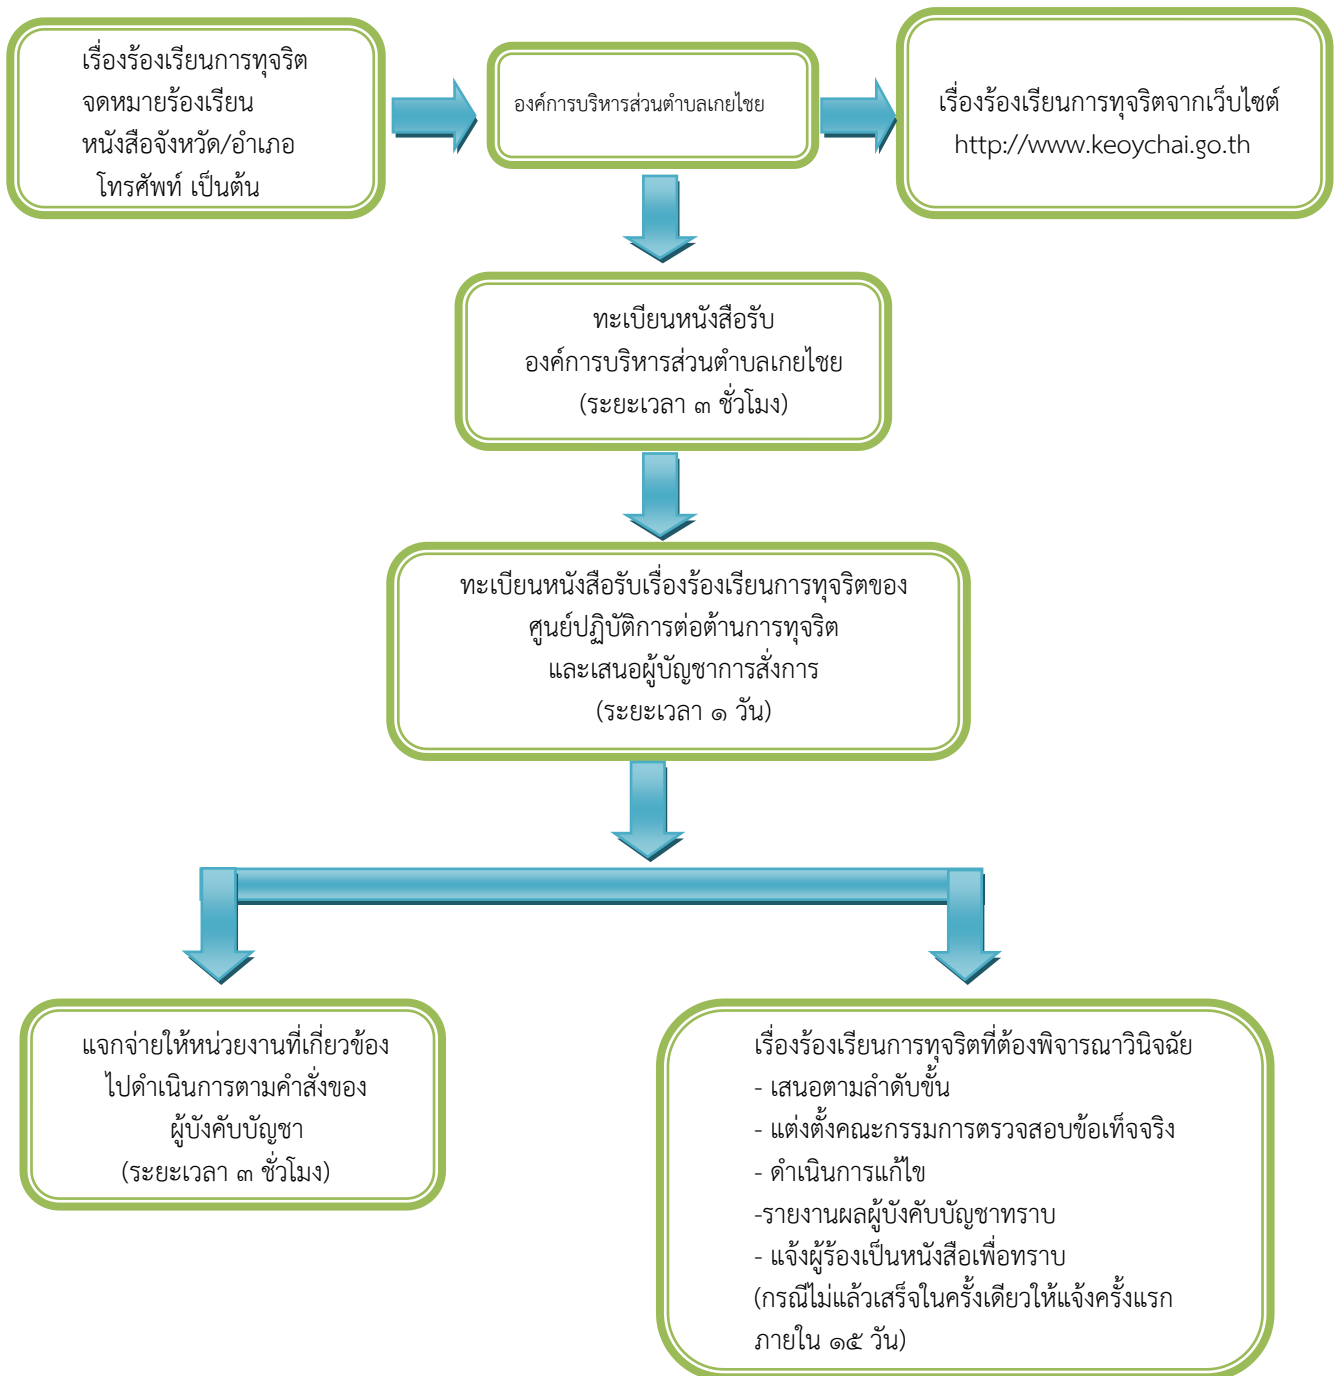 เรื่องร้องเรียนการทุจริต
จดหมายร้องเรียน
หนังสือจังหวัด/อำเภอ
โทรศัพท์ เป็นต้น
องค์การบริหารส่วนตำบลเกยไชย
เรื่องร้องเรียนการทุจริตจากเว็บไซต์
http://www.keoychai.go.th
ทะเบียนหนังสือรับ
องค์การบริหารส่วนตำบลเกยไชย
(ระยะเวลา ๓ ชั่วโมง)
ทะเบียนหนังสือรับเรื่องร้องเรียนการทุจริตของ
ศูนย์ปฏิบัติการต่อต้านการทุจริต
และเสนอผู้บัญชาการสั่งการ
(ระยะเวลา ๑ วัน)
แจกจ่ายให้หน่วยงานที่เกี่ยวข้อง
ไปดำเนินการตามคำสั่งของ
ผู้บังคับบัญชา
(ระยะเวลา ๓ ชั่วโมง)
เรื่องร้องเรียนการทุจริตที่ต้องพิจารณาวินิจฉัย
- เสนอตามลำดับขั้น
- แต่งตั้งคณะกรรมการตรวจสอบข้อเท็จจริง
- ดำเนินการแก้ไข
-รายงานผลผู้บังคับบัญชาทราบ
- แจ้งผู้ร้องเป็นหนังสือเพื่อทราบ
(กรณีไม่แล้วเสร็จในครั้งเดียวให้แจ้งครั้งแรก
ภายใน ๑๕ วัน)